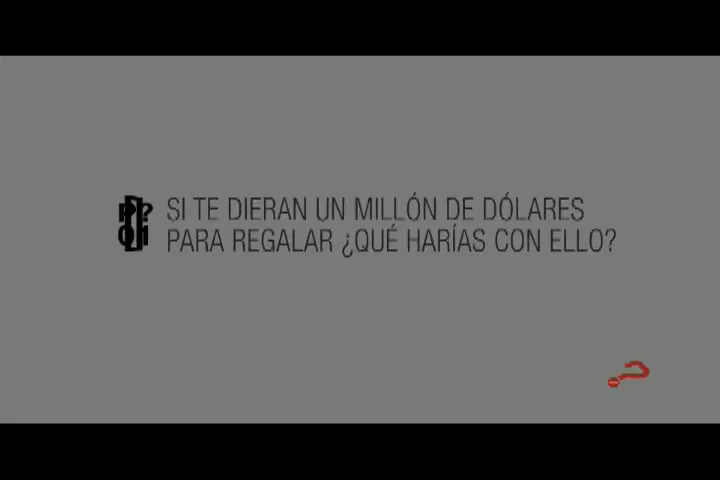 SI TE DIERAN UN MILLÓN DE DÓLARES
PARA REGALAR ¿QUÉ HARÍAS CON ELLO?